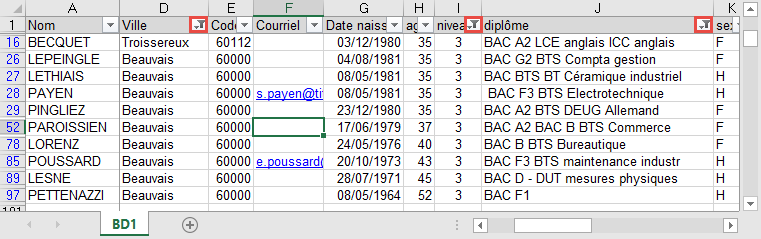 A D E F G H I J K
1 Nom Ville Code Courriel Date naiss ag nivea diplôme sex
16 BECQUET Troissereux 60112 03/12/1980 35 3 BAC A2 LCE anglais ICC anglais F
26 LEPEINGLE Beauvais 60000 04/08/1981 35 3 BAC G2 BTS Compta gestion F
27 LETHIAIS Beauvais 60000 08/05/1981 35 3 BAC BTS BT Céramique industriel H
28 PAYEN Beauvais 60000 s.payen@tif 08/05/1981 35 3 BAC F3 BTS Electrotechnique H
29 PINGLIEZ Beauvais 60000 23/12/1980 35 3 BAC A2 BTS DEUG Allemand F
52 PAROISSIEN Beauvais 60000 17/06/1979 37 3 BAC A2 BAC B BTS Commerce F
78 LORENZ Beauvais 60000 24/05/1976 40 3 BAC B BTS Bureautique F
85 POUSSARD Beauvais 60000 e.poussard( 20/10/1973 43 3 BAC F3 BTS maintenance industr H
89 LESNE Beauvais 60000 28/07/1971 45 3 BAC D - DUT mesures physiques H
97 PETTENAZZI Beauvais 60000 08/05/1964 52 3 BAC F1 H
BD1